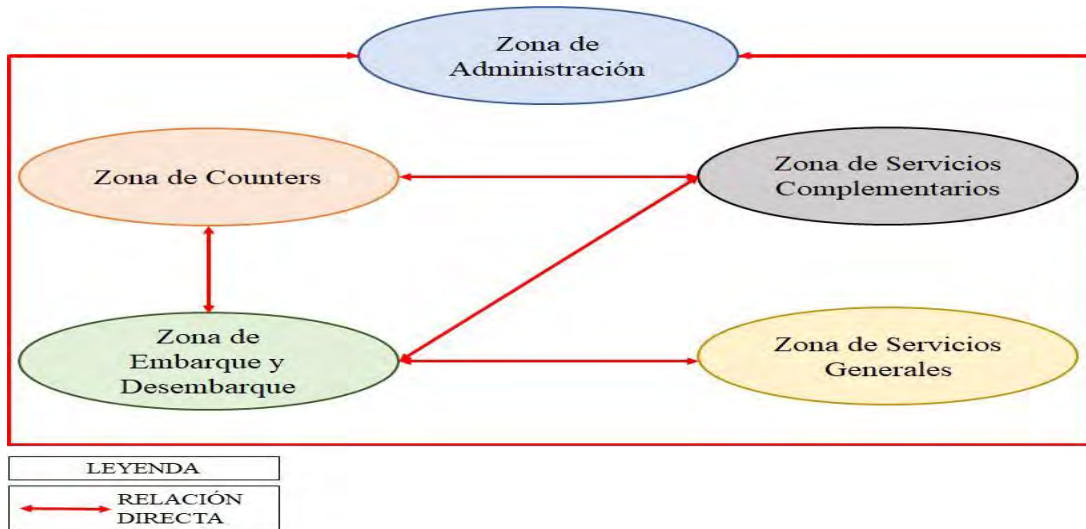 Zona de
Administración
Zona de Counters
Zona de Servicios
Complementarios
Zona de
Embarque y
Desembarque
Zona de Servicios
Generales
LEYENDA
RELACIÓN
DIRECTA